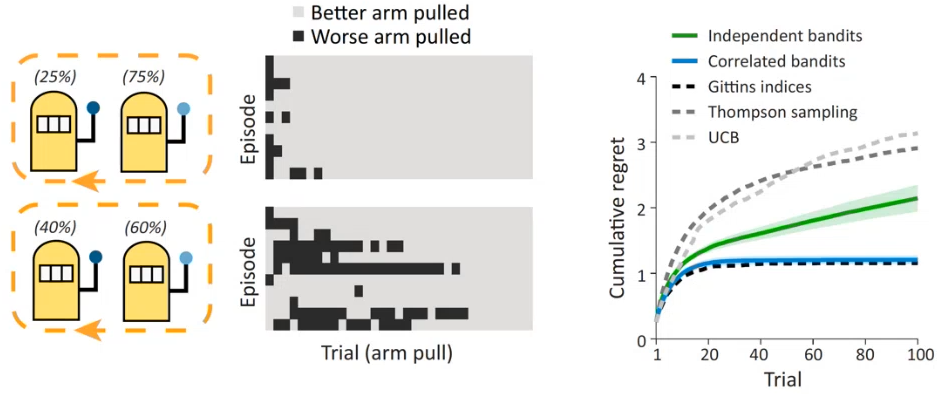 Better arm pulled
Worse arm pulled
(25%) (75%)
Episode
(40%) (60%)
Episode
Trial (arm pull)
Independent bandits
Correlated bandits
Gittins indices
Thompson sampling
UCB
Cumulative regret
4
3
2
1
0
1 20 40 60 80 100
Trial